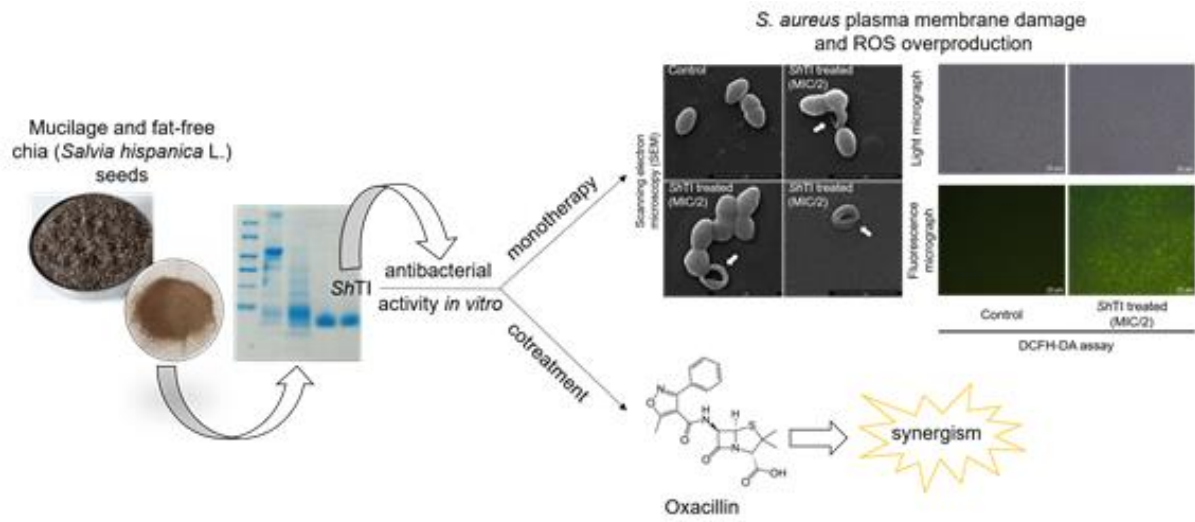 S. aureus plasma membrane damage
and ROS overproduction
Mucilage and fat-free
chia (Salvia hispanica L.)
seeds
ShTI
antibacterial
activity in vitro
monotherapy
cotreatment
Scanning electron
microscopy (SEM)
Control
ShTI treated
(MIC/2)
ShTI treated
(MIC/2)
ShTI treated
(MIC/2)
Light micrograph
Fluorescence
micrograph
Control
ShTI treated
(MIC/2)
DCFH-DA assay
N
O
O
H
N
H
S
N
O
O
OH
Oxacillin
synergism